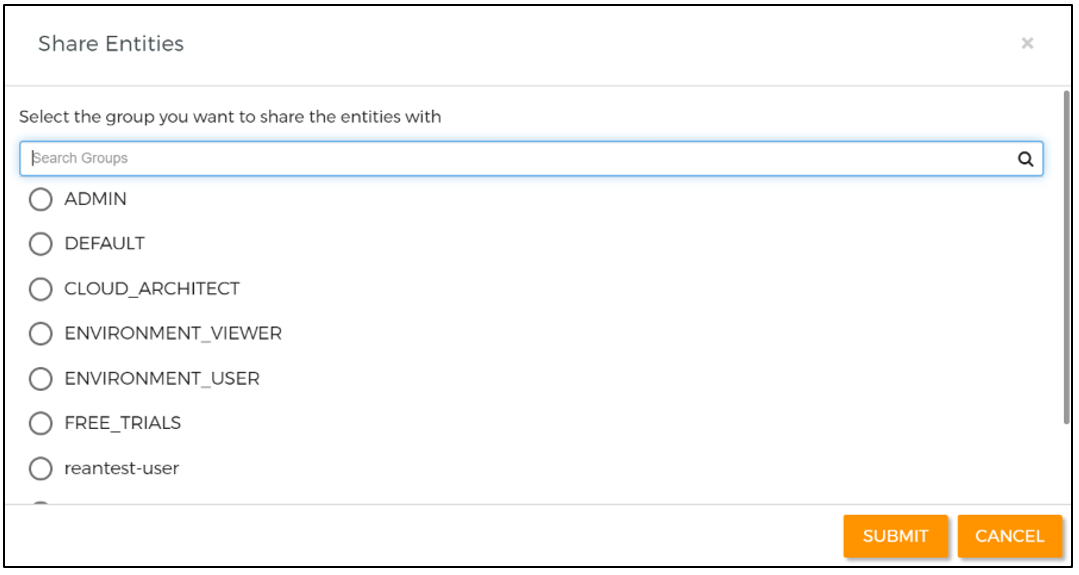 Share Entities
×
Select the group you want to share the entities with
Search Groups
ADMIN
DEFAULT
CLOUD_ARCHITECT
ENVIRONMENT_VIEWER
ENVIRONMENT_USER
FREE_TRIALS
reantest-user
SUBMIT CANCEL